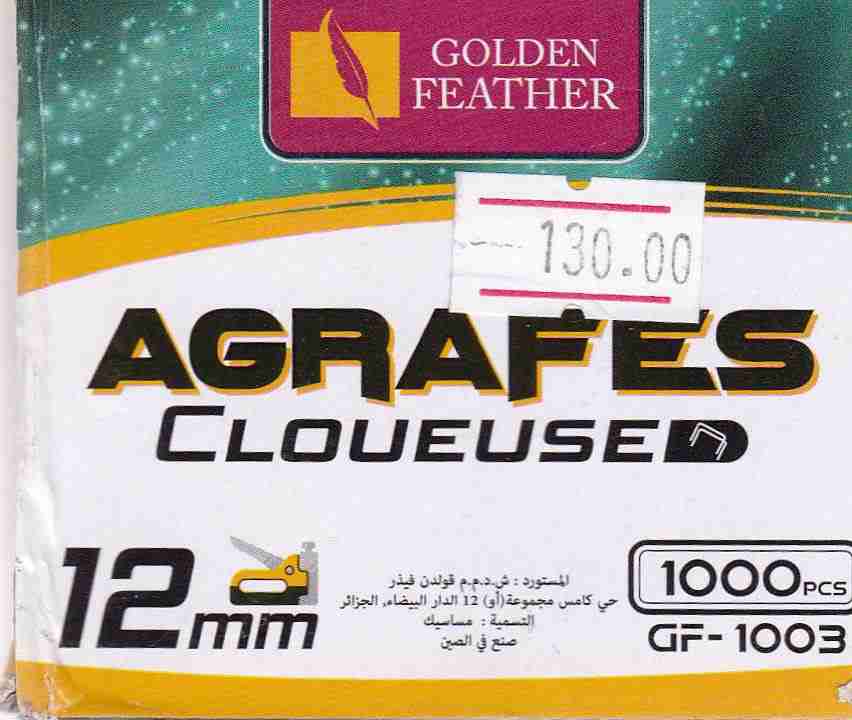 GOLDEN
FEATHER
130.00
AGRAFES
CLOUEUSE
12mm
المستورد : ش.د.م.م قولدن فيذر
حي كامس مجموعة(أو) 12 الدار البيضاء, الجزائر
التسمية : مساسيك
صنع في الصين
1000PCS
GF-1003